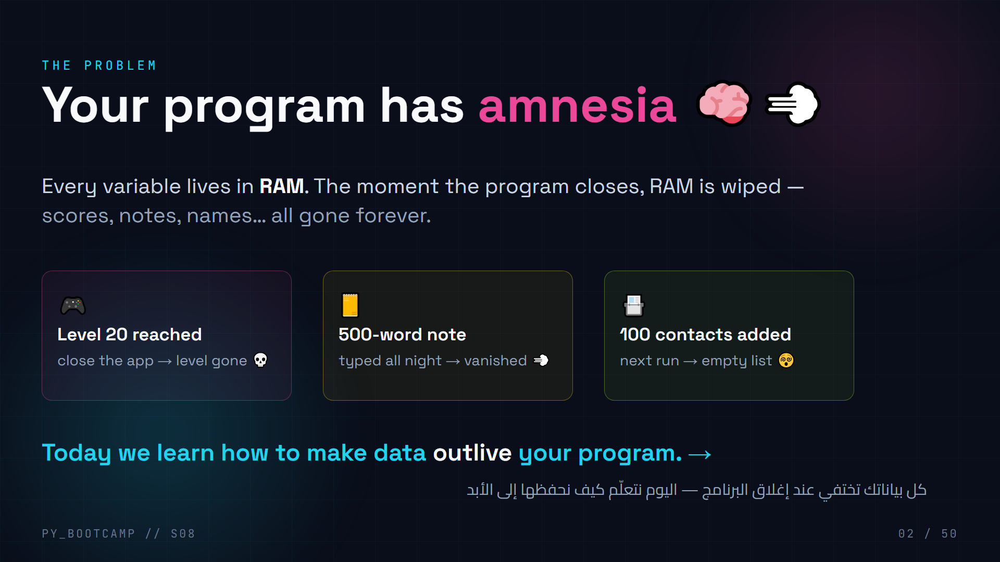 THE PROBLEM
Your program has amnesia 🧠 💨
Every variable lives in RAM. The moment the program closes, RAM is wiped —
scores, notes, names... all gone forever.
🎮
Level 20 reached
close the app → level gone 💀
📒
500-word note
typed all night → vanished 💨
📇
100 contacts added
next run → empty list 😵‍💫
Today we learn how to make data outlive your program. →
كل بياناتك تختفي عند إغلاق البرنامج — اليوم نتعلّم كيف نحفظها إلى الأبد
PY_BOOTCAMP // S08
02 / 50